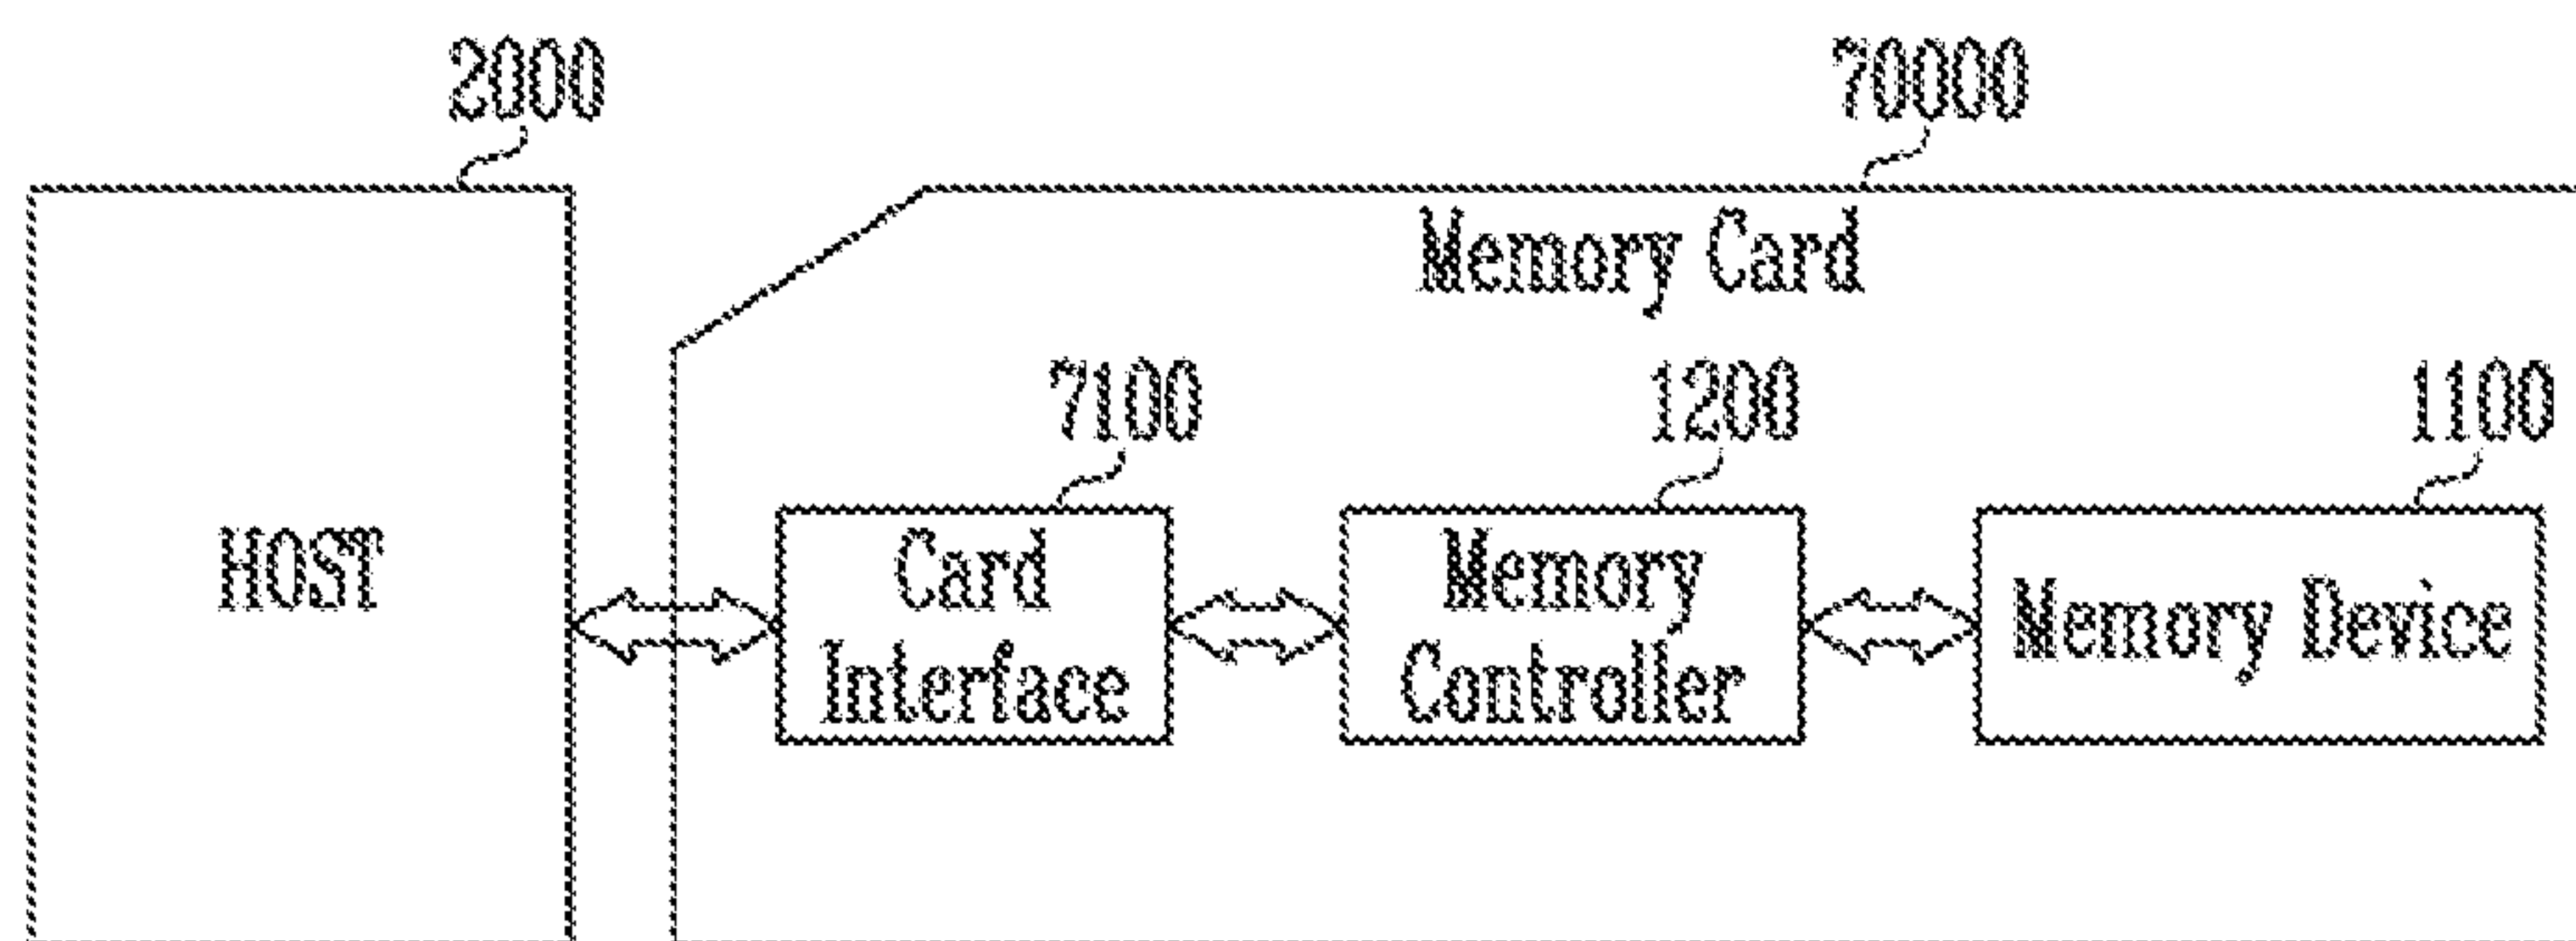 2000
70000
Memory Card
7100
1200
1100
HOST
Card
Interface
Memory
Controller
Memory Device